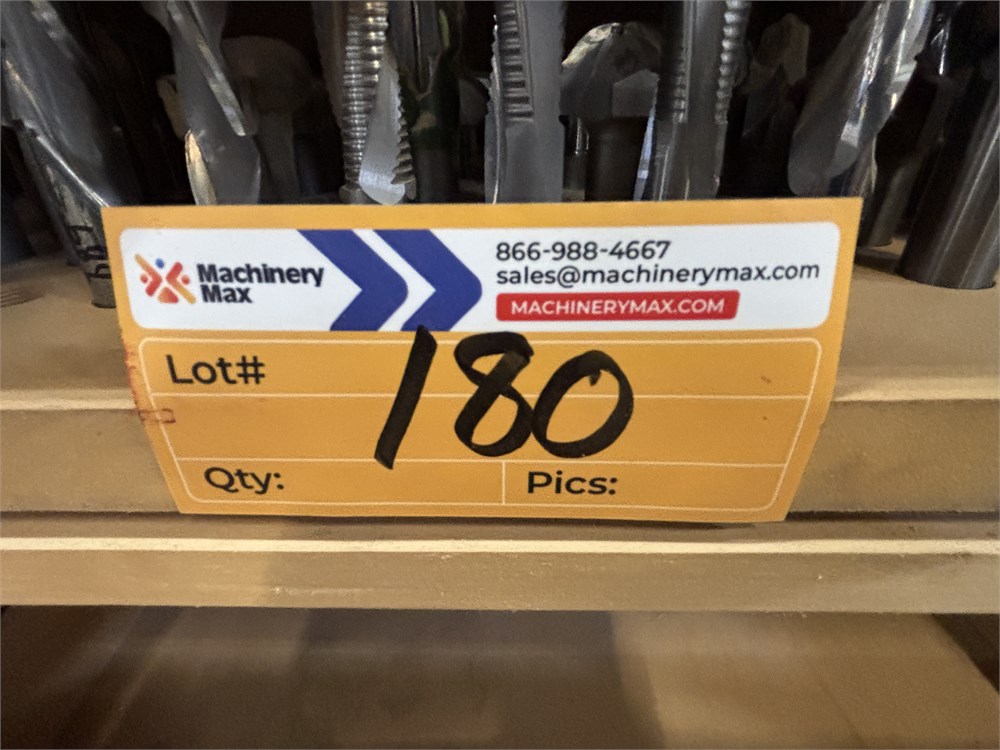 Machinery
Max
866-988-4667
sales@machinerymax.com
MACHINERYMAX.COM
Lot# 180
Qty:
Pics: